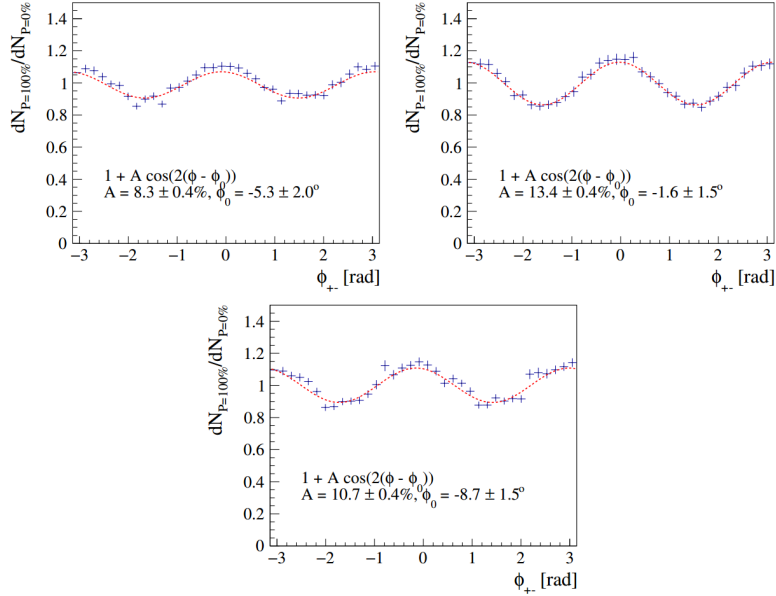 dN_P=100%/dN_P=0%
1.4
1.2
1
0.8
0.6
0.4
0.2
0
1 + A cos(2(ϕ - ϕ_0))
A = 8.3 ± 0.4%, ϕ_0 = -5.3 ± 2.0°
−3 −2 −1 0 1 2 3
ϕ_+- [rad]
dN_P=100%/dN_P=0%
1.4
1.2
1
0.8
0.6
0.4
0.2
0
1 + A cos(2(ϕ - ϕ_0))
A = 13.4 ± 0.4%, ϕ_0 = -1.6 ± 1.5°
−3 −2 −1 0 1 2 3
ϕ_+- [rad]
dN_P=100%/dN_P=0%
1.4
1.2
1
0.8
0.6
0.4
0.2
0
1 + A cos(2(ϕ - ϕ_0))
A = 10.7 ± 0.4%, ϕ_0 = -8.7 ± 1.5°
−3 −2 −1 0 1 2 3
ϕ_+- [rad]